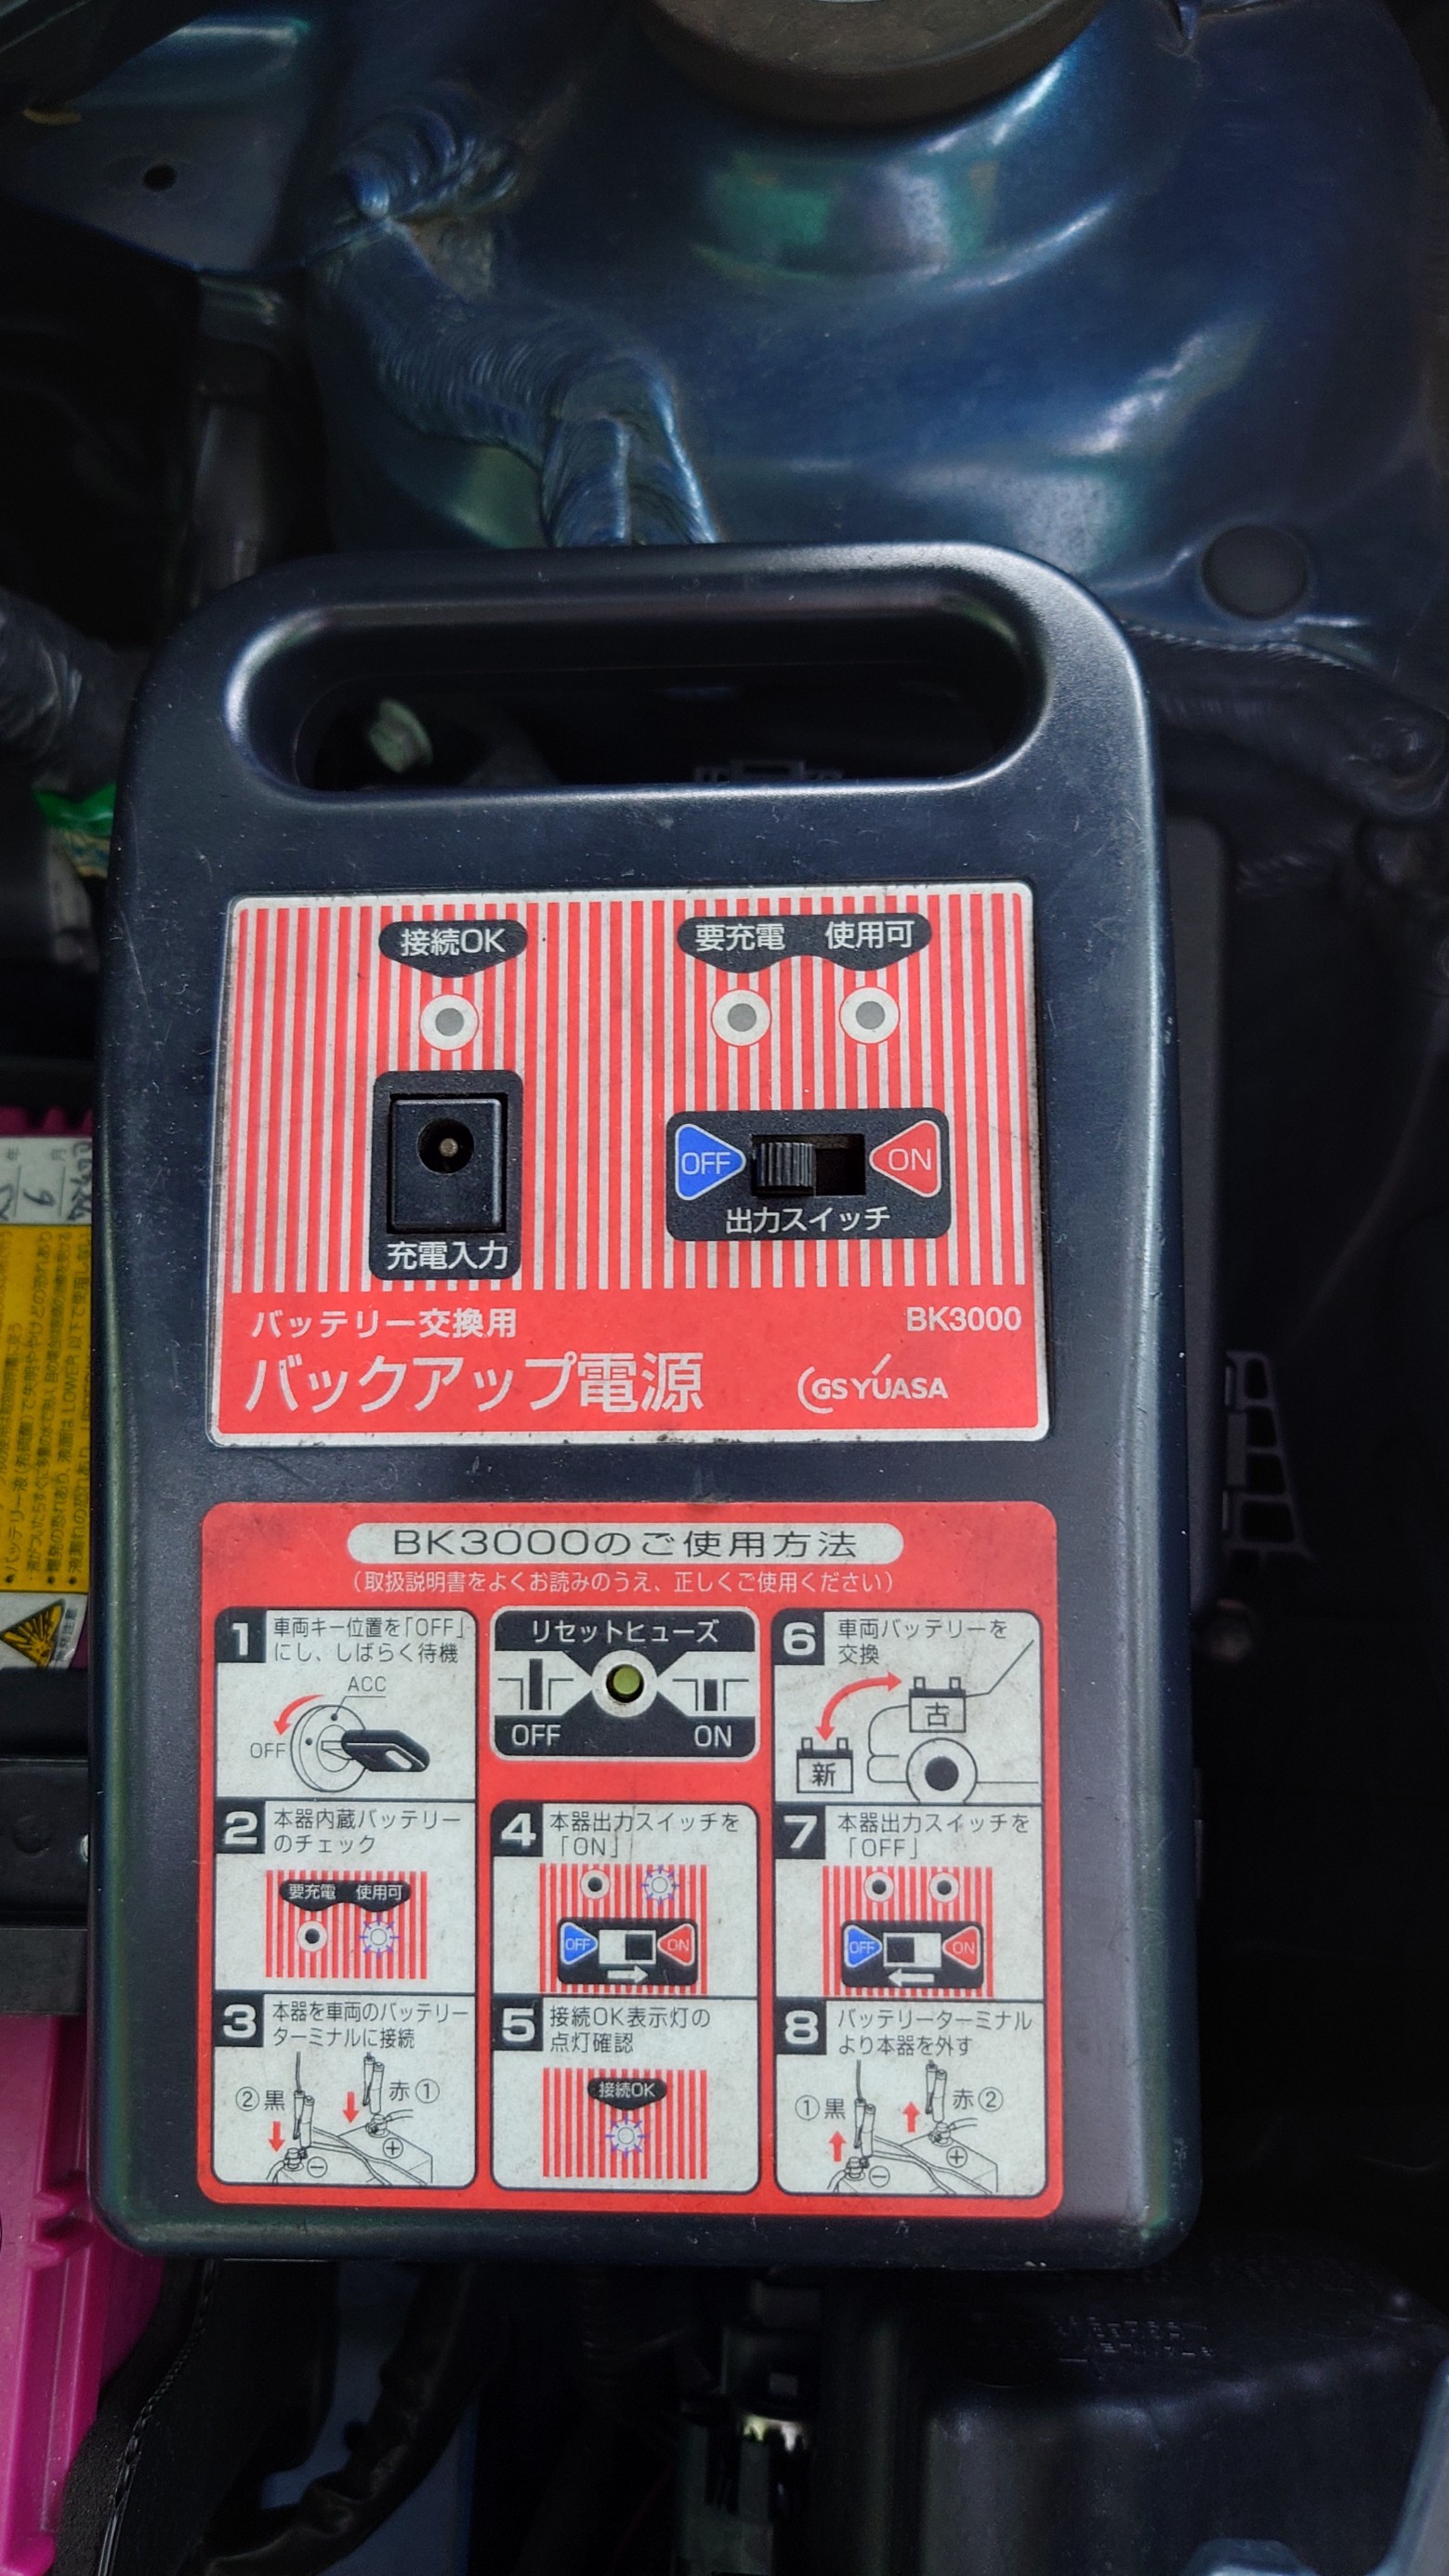 接続OK
要充電 使用可
OFF
ON
出力スイッチ
充電入力
バッテリー交換用
BK3000
バックアップ電源
GS YUASA
BK3000のご使用方法
(取扱説明書をよくお読みのうえ、正しくご使用ください)
1 車両キー位置を「OFF」
にし、しばらく待機
ACC
OFF
2 本器内蔵バッテリー
のチェック
要充電 使用可
3 本器を車両のバッテリー
ターミナルに接続
②黒
赤①
⊕
⊖
リセットヒューズ
OFF
ON
4 本器出力スイッチを
「ON」
OFF
ON
5 接続OK表示灯の
点灯確認
接続OK
6 車両バッテリーを
交換
古
新
7 本器出力スイッチを
「OFF」
OFF
ON
8 バッテリーターミナル
より本器を外す
①黒
赤②
⊕
⊖